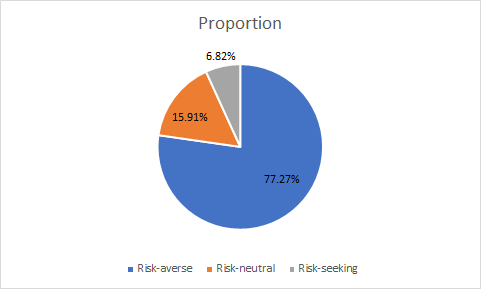 Proportion
6.82%
15.91%
77.27%
Risk-averse Risk-neutral Risk-seeking